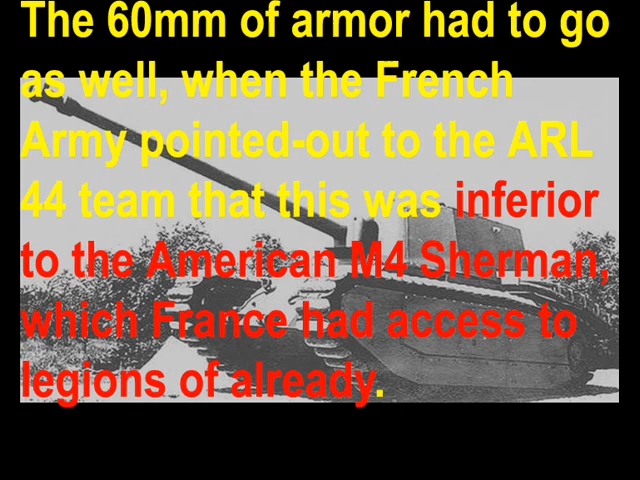 The 60mm of armor had to go
as well, when the French
Army pointed-out to the ARL
44 team that this was inferior
to the American M4 Sherman,
which France had access to
legions of already.